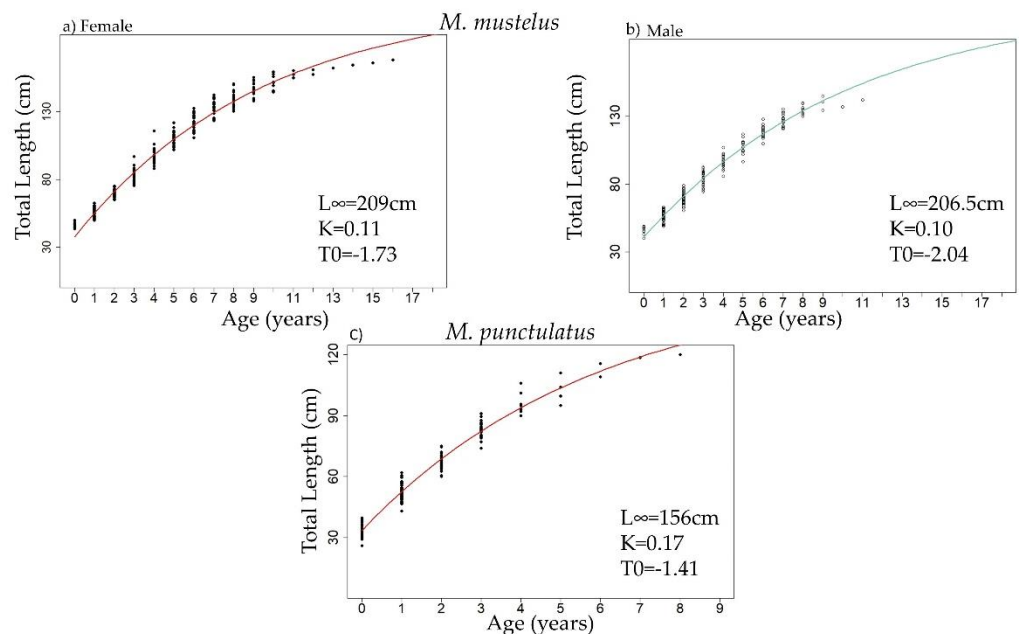 M. mustelus
a) Female
Total Length (cm)
130
80
30
L∞=209cm
K=0.11
T0=-1.73
0 1 2 3 4 5 6 7 8 9 11 13 15 17
Age (years)
b) Male
Total Length (cm)
130
80
30
L∞=206.5cm
K=0.10
T0=-2.04
0 1 2 3 4 5 6 7 8 9 11 13 15 17
Age (years)
M. punctulatus
c)
Total Length (cm)
120
90
60
30
L∞=156cm
K=0.17
T0=-1.41
0 1 2 3 4 5 6 7 8 9
Age (years)